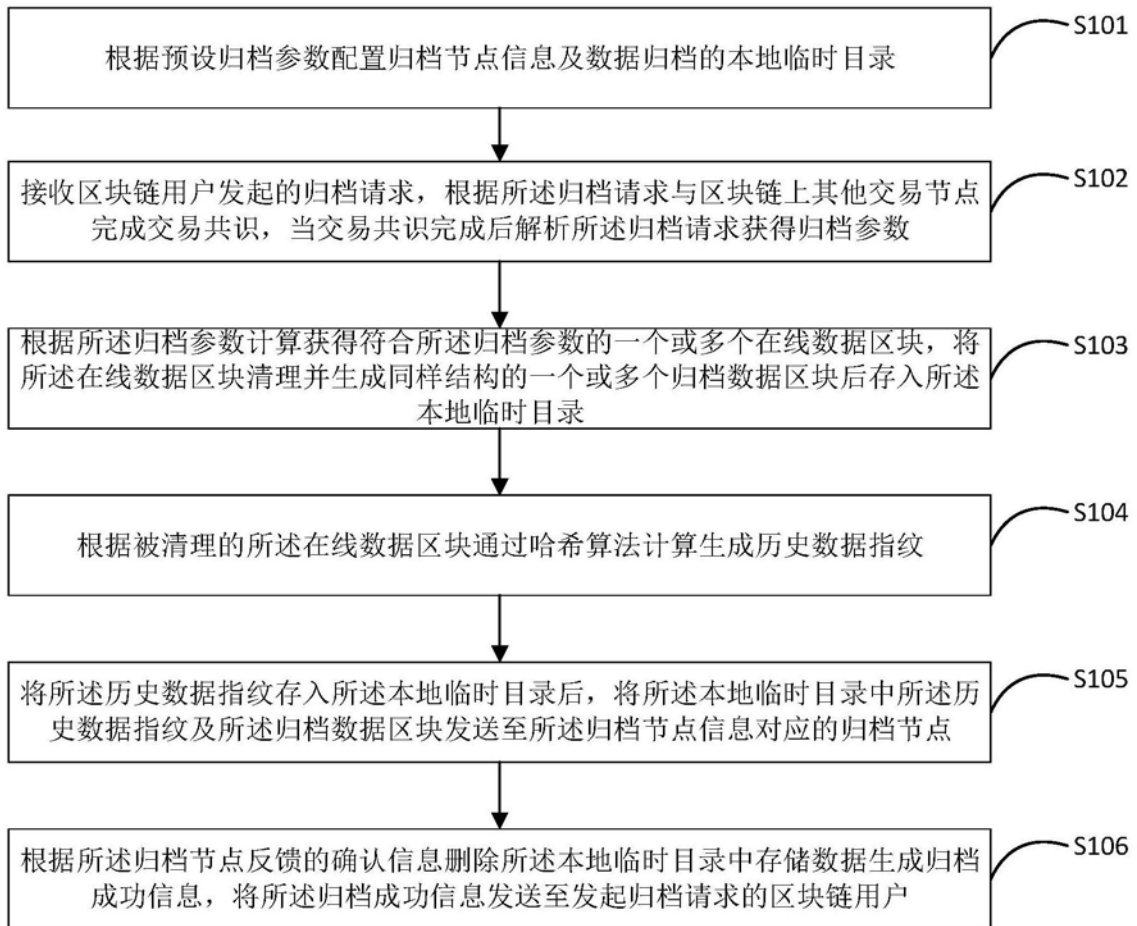 根据预设归档参数配置归档节点信息及数据归档的本地临时目录
S101
接收区块链用户发起的归档请求，根据所述归档请求与区块链上其他交易节点
完成交易共识，当交易共识完成后解析所述归档请求获得归档参数
S102
根据所述归档参数计算获得符合所述归档参数的一个或多个在线数据区块，将
所述在线数据区块清理并生成同样结构的一个或多个归档数据区块后存入所述
本地临时目录
S103
根据被清理的所述在线数据区块通过哈希算法计算生成历史数据指纹
S104
将所述历史数据指纹存入所述本地临时目录后，将所述本地临时目录中所述历
史数据指纹及所述归档数据区块发送至所述归档节点信息对应的归档节点
S105
根据所述归档节点反馈的确认信息删除所述本地临时目录中存储数据生成归档
成功信息，将所述归档成功信息发送至发起归档请求的区块链用户
S106